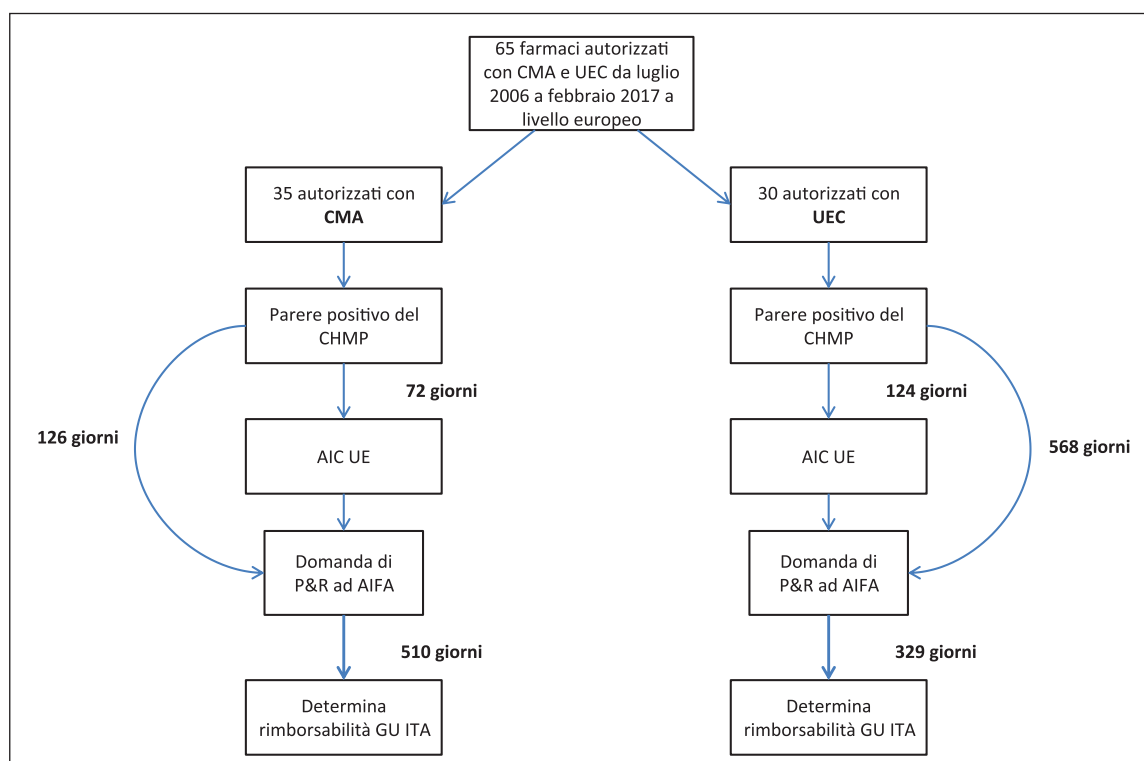 65 farmaci autorizzati
con CMA e UEC da luglio
2006 a febbraio 2017 a
livello europeo
35 autorizzati con
CMA
30 autorizzati con
UEC
Parere positivo del
CHMP
Parere positivo del
CHMP
72 giorni
124 giorni
126 giorni
568 giorni
AIC UE
AIC UE
Domanda di
P&R ad AIFA
Domanda di
P&R ad AIFA
510 giorni
329 giorni
Determina
rimborsabilità GU ITA
Determina
rimborsabilità GU ITA